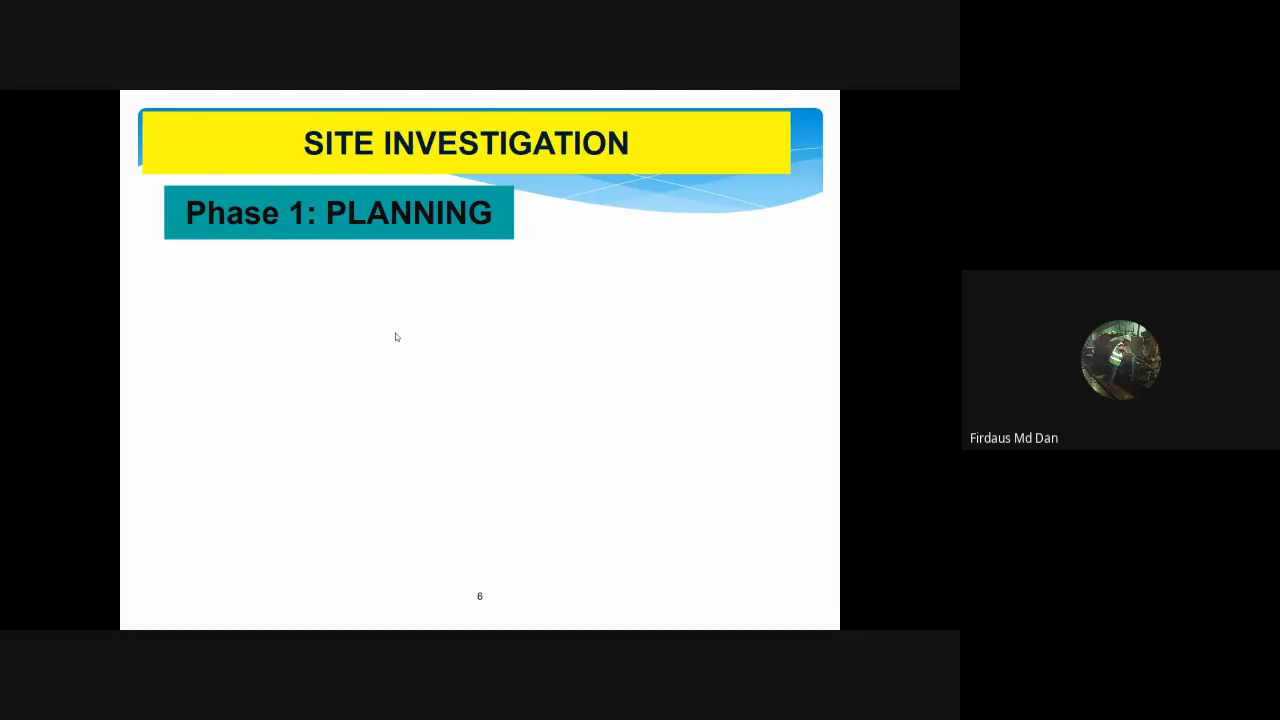 SITE INVESTIGATION
Phase 1: PLANNING
6
Firdaus Md Dan